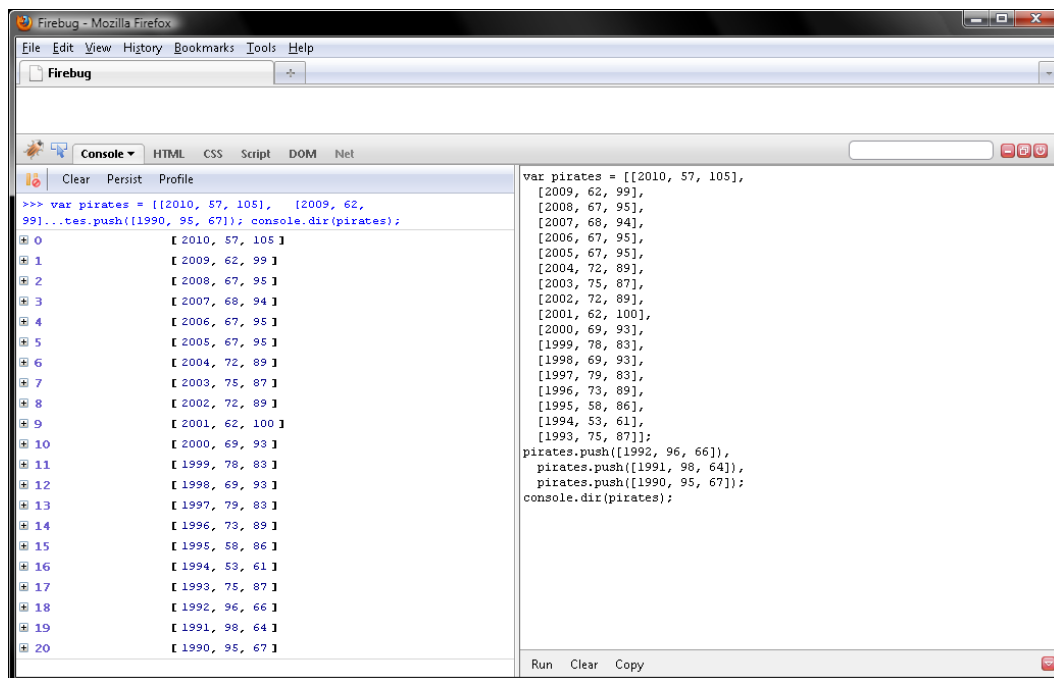 Firebug - Mozilla Firefox
File Edit View History Bookmarks Tools Help
Firebug
Console HTML CSS Script DOM Net
Clear Persist Profile
>>> var pirates = [[2010, 57, 105],   [2009, 62,
99]...tes.push([1990, 95, 67]); console.dir(pirates);
0 [ 2010, 57, 105 ]
1 [ 2009, 62, 99 ]
2 [ 2008, 67, 95 ]
3 [ 2007, 68, 94 ]
4 [ 2006, 67, 95 ]
5 [ 2005, 67, 95 ]
6 [ 2004, 72, 89 ]
7 [ 2003, 75, 87 ]
8 [ 2002, 72, 89 ]
9 [ 2001, 62, 100 ]
10 [ 2000, 69, 93 ]
11 [ 1999, 78, 83 ]
12 [ 1998, 69, 93 ]
13 [ 1997, 79, 83 ]
14 [ 1996, 73, 89 ]
15 [ 1995, 58, 86 ]
16 [ 1994, 53, 61 ]
17 [ 1993, 75, 87 ]
18 [ 1992, 96, 66 ]
19 [ 1991, 98, 64 ]
20 [ 1990, 95, 67 ]
var pirates = [[2010, 57, 105],
  [2009, 62, 99],
  [2008, 67, 95],
  [2007, 68, 94],
  [2006, 67, 95],
  [2005, 67, 95],
  [2004, 72, 89],
  [2003, 75, 87],
  [2002, 72, 89],
  [2001, 62, 100],
  [2000, 69, 93],
  [1999, 78, 83],
  [1998, 69, 93],
  [1997, 79, 83],
  [1996, 73, 89],
  [1995, 58, 86],
  [1994, 53, 61],
  [1993, 75, 87]];
pirates.push([1992, 96, 66]),
  pirates.push([1991, 98, 64]),
  pirates.push([1990, 95, 67]);
console.dir(pirates);
Run Clear Copy